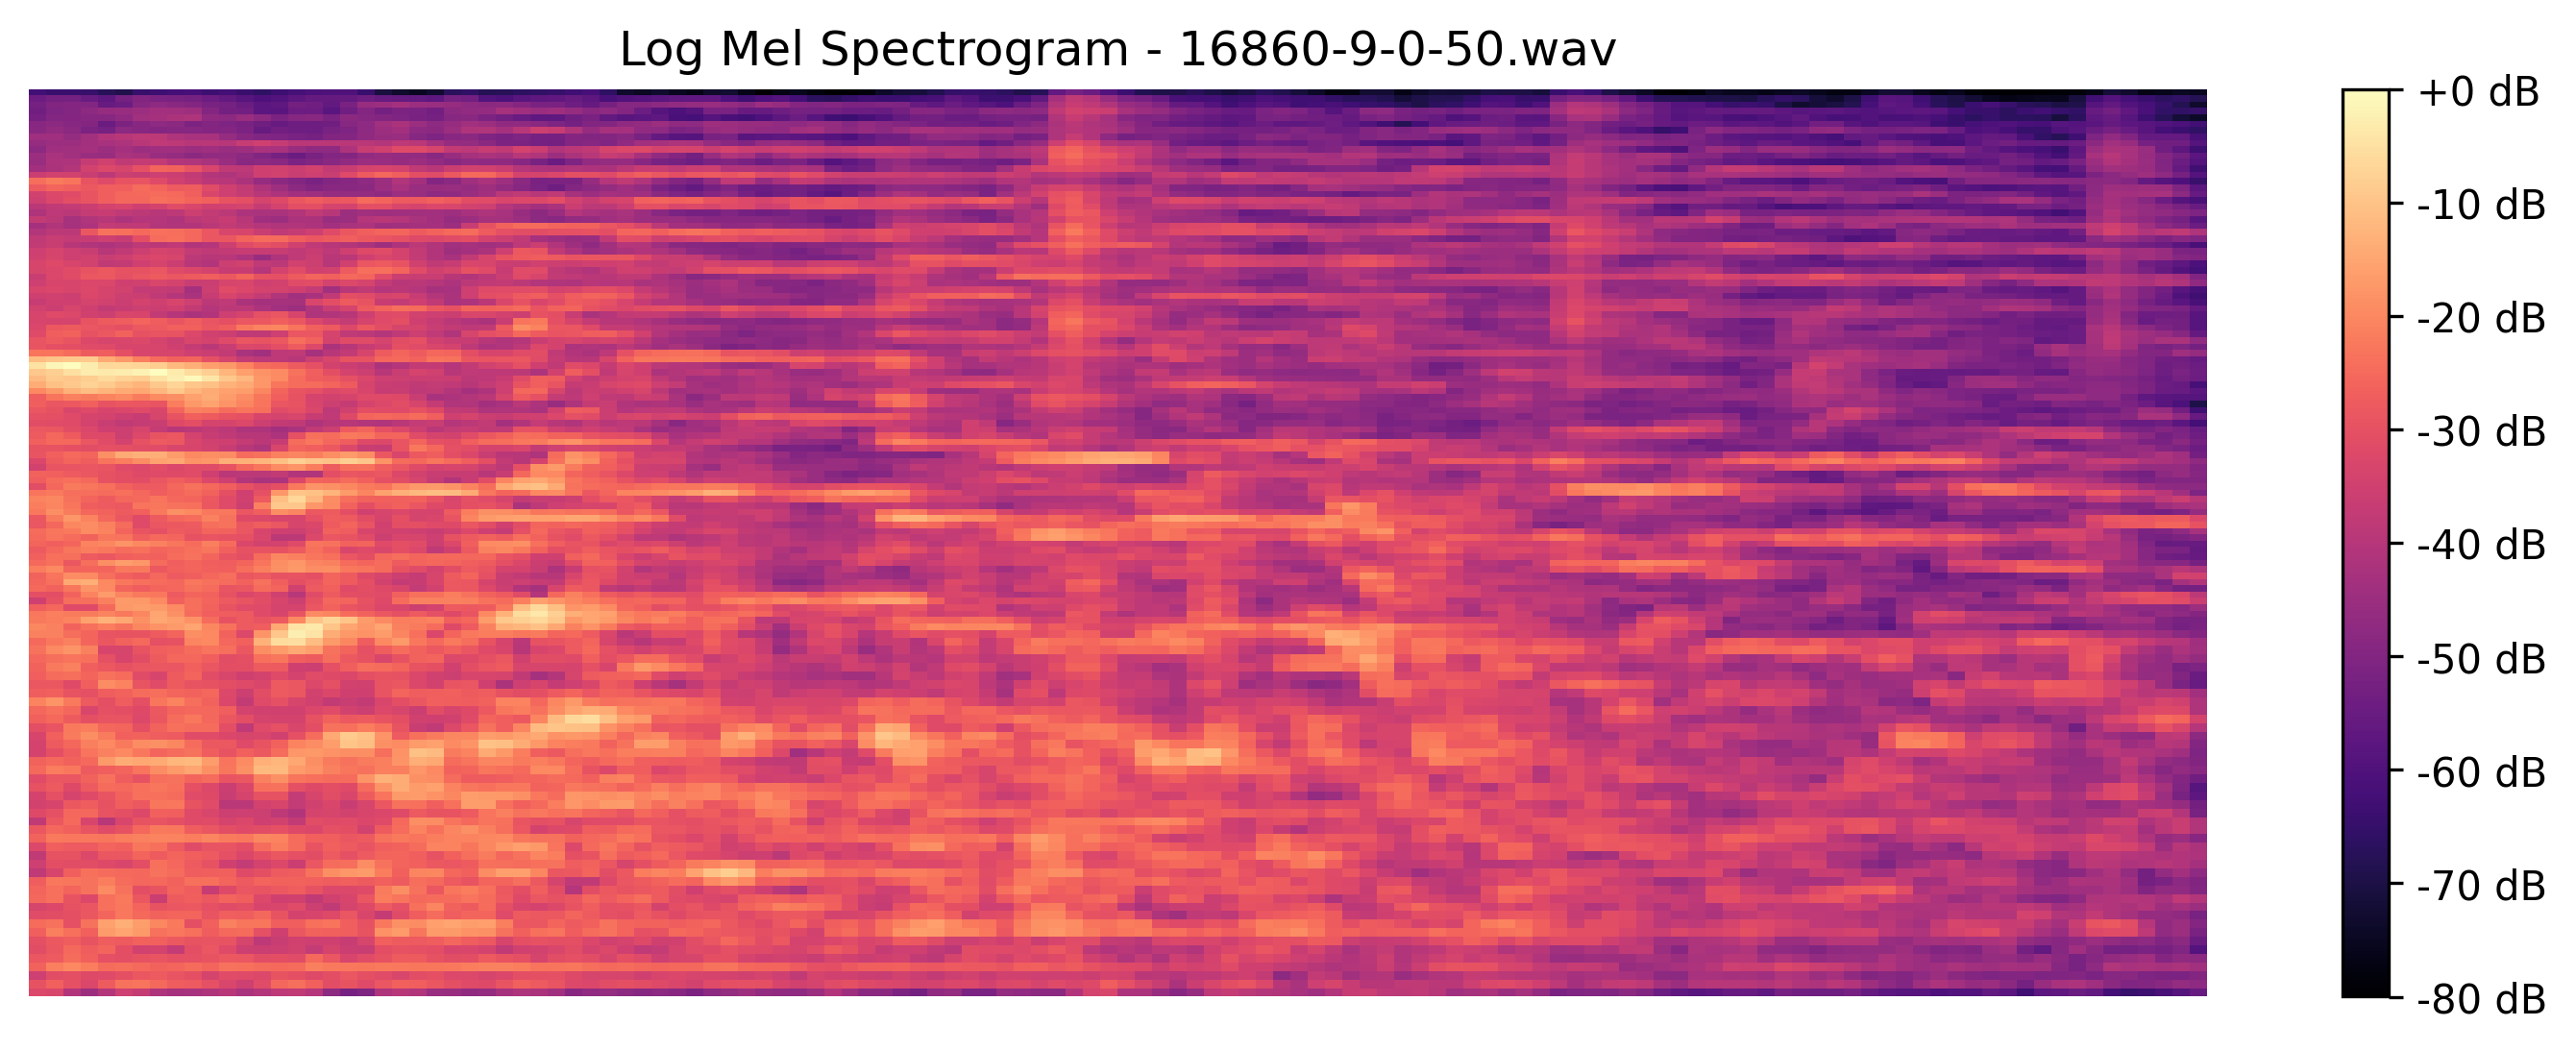 Log Mel Spectrogram - 16860-9-0-50.wav
+0 dB
-10 dB
-20 dB
-30 dB
-40 dB
-50 dB
-60 dB
-70 dB
-80 dB